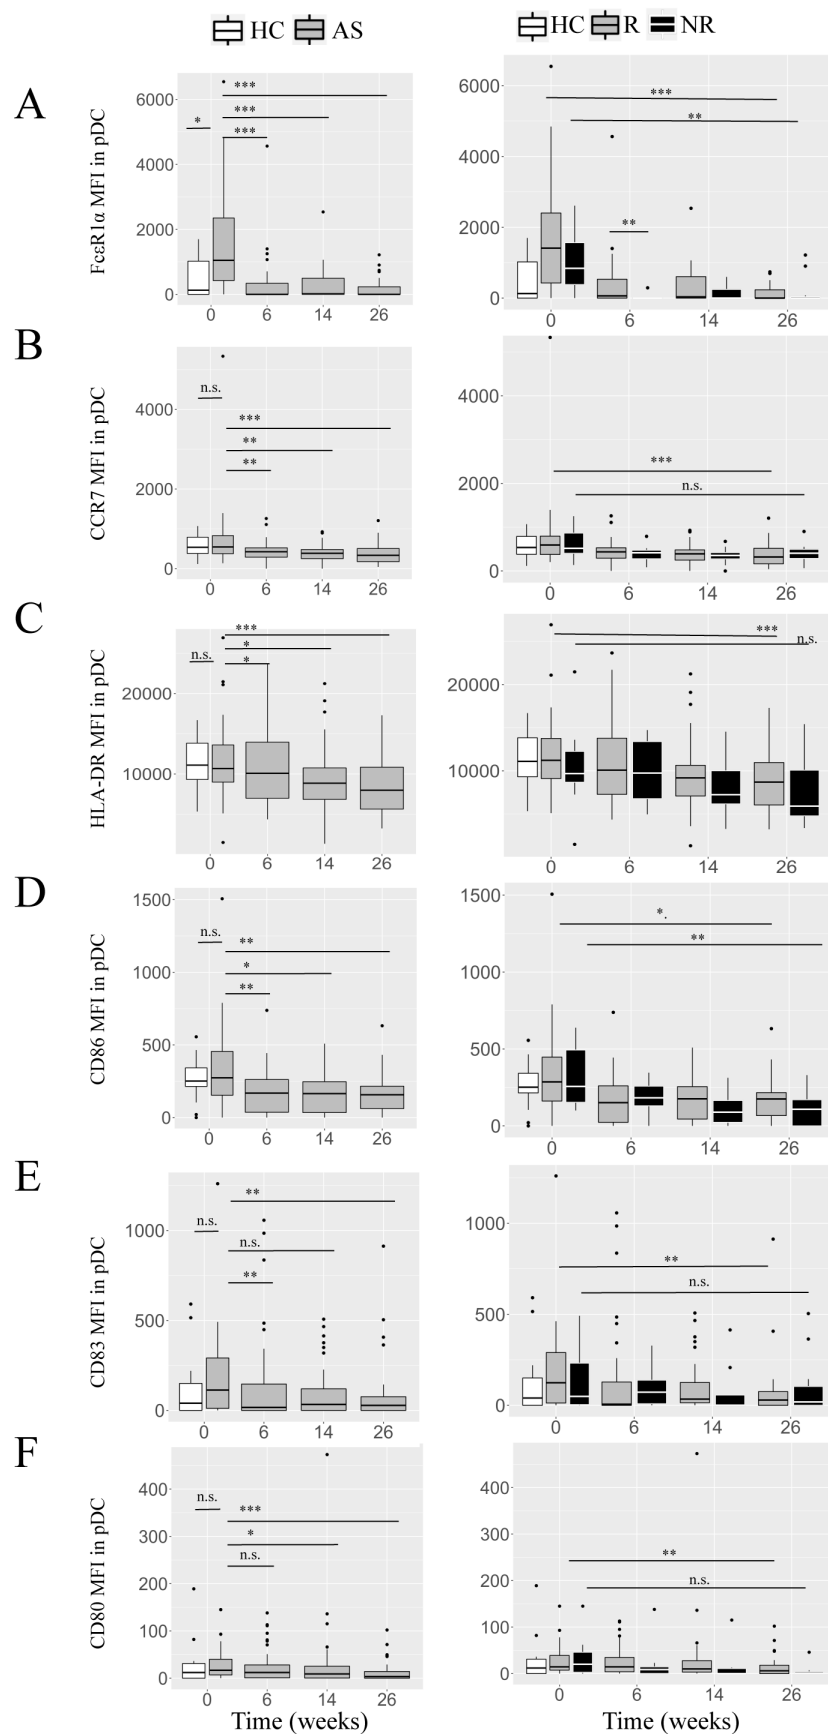 HC AS HC R NR
A
FcεR1α MFI in pDC
6000
4000
2000
0
*
***
***
***
0 6 14 26
6000
4000
2000
0
***
**
**
0 6 14 26
B
CCR7 MFI in pDC
4000
2000
0
n.s.
***
**
**
0 6 14 26
4000
2000
0
***
n.s.
0 6 14 26
C
HLA-DR MFI in pDC
20000
10000
n.s.
***
*
*
0 6 14 26
20000
10000
***
n.s.
0 6 14 26
D
CD86 MFI in pDC
1500
1000
500
0
n.s.
**
*
**
0 6 14 26
1500
1000
500
0
*.
**
0 6 14 26
E
CD83 MFI in pDC
1000
500
0
n.s.
**
n.s.
**
0 6 14 26
1000
500
0
**
n.s.
0 6 14 26
F
CD80 MFI in pDC
400
300
200
100
0
n.s.
***
*
n.s.
0 6 14 26
400
300
200
100
0
**
n.s.
0 6 14 26
Time (weeks) Time (weeks)